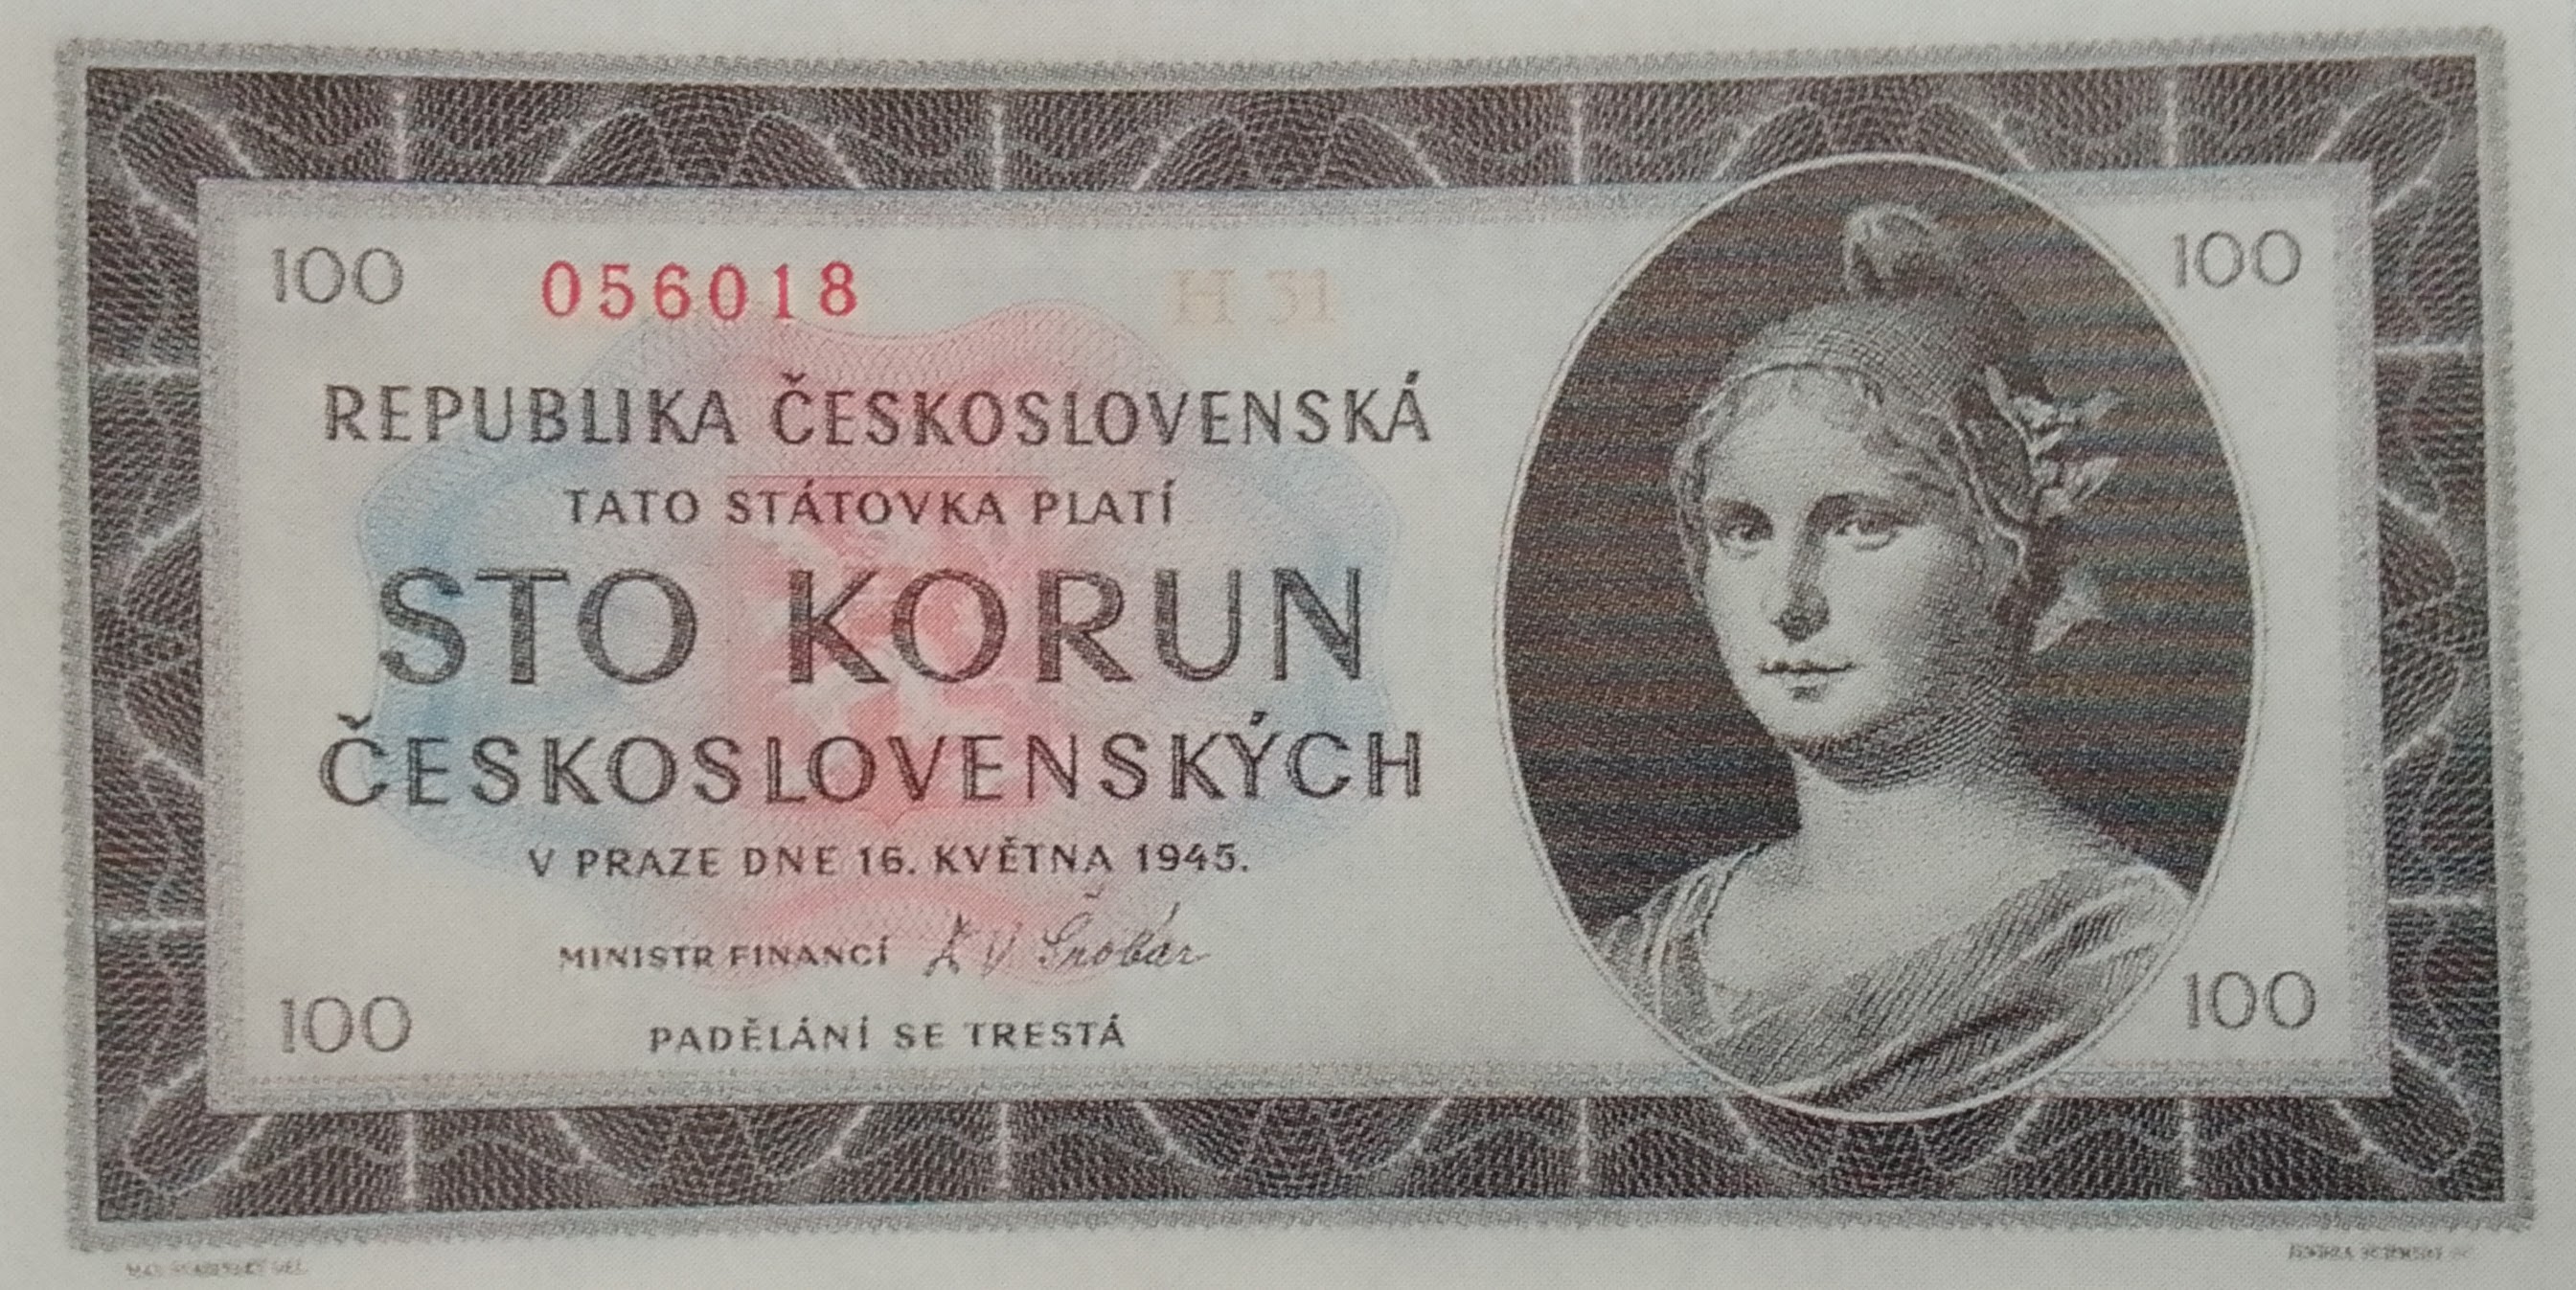 100 056018 H 31 100
REPUBLIKA ČESKOSLOVENSKÁ
TATO STÁTOVKA PLATÍ
STO KORUN
ČESKOSLOVENSKÝCH
V PRAZE DNE 16. KVĚTNA 1945.
MINISTR FINANCÍ
100 PADĚLÁNÍ SE TRESTÁ 100